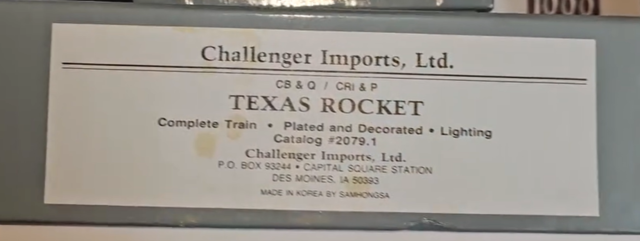 Challenger Imports, Ltd.
CB & Q / CRI & P
TEXAS ROCKET
Complete Train • Plated and Decorated • Lighting
Catalog #2079.1
Challenger Imports, Ltd.
P.O. BOX 93244 • CAPITAL SQUARE STATION
DES MOINES, IA 50393
MADE IN KOREA BY SAMHONGSA